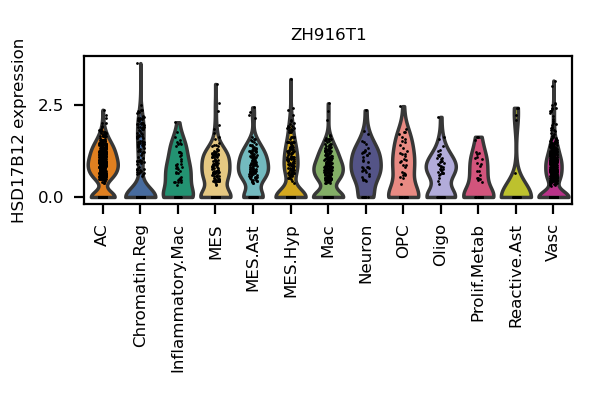 ZH916T1
HSD17B12 expression
2.5
0.0
AC
Chromatin.Reg
Inflammatory.Mac
MES
MES.Ast
MES.Hyp
Mac
Neuron
OPC
Oligo
Prolif.Metab
Reactive.Ast
Vasc